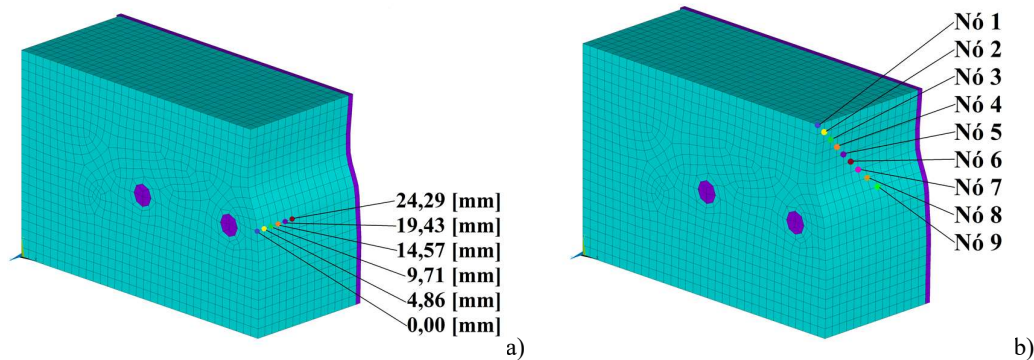 24,29 [mm]
19,43 [mm]
14,57 [mm]
9,71 [mm]
4,86 [mm]
0,00 [mm]
a)
Nó 1
Nó 2
Nó 3
Nó 4
Nó 5
Nó 6
Nó 7
Nó 8
Nó 9
b)